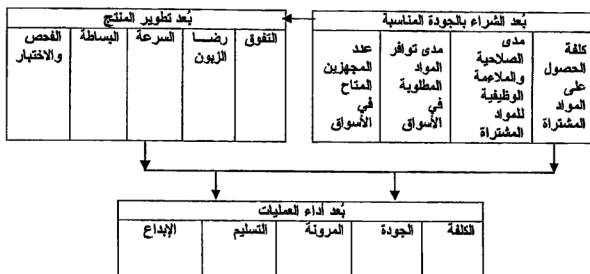 بُعد الشراء بالجودة المناسبة
كلفة
الحصول
على
المواد
المشتراة
مدى
الصلاحية
والملاءمة
الوظيفية
للمواد
المشتراة
مدى توافر
المواد
المطلوبة
في
الأسواق
عدد
المجهزين
المتاح
في
الأسواق
بُعد تطوير المنتج
التفوق
رضا
الزبون
السرعة
البساطة
الفحص
والاختبار
بُعد أداء العمليات
الكلفة
الجودة
المرونة
التسليم
الإبداع